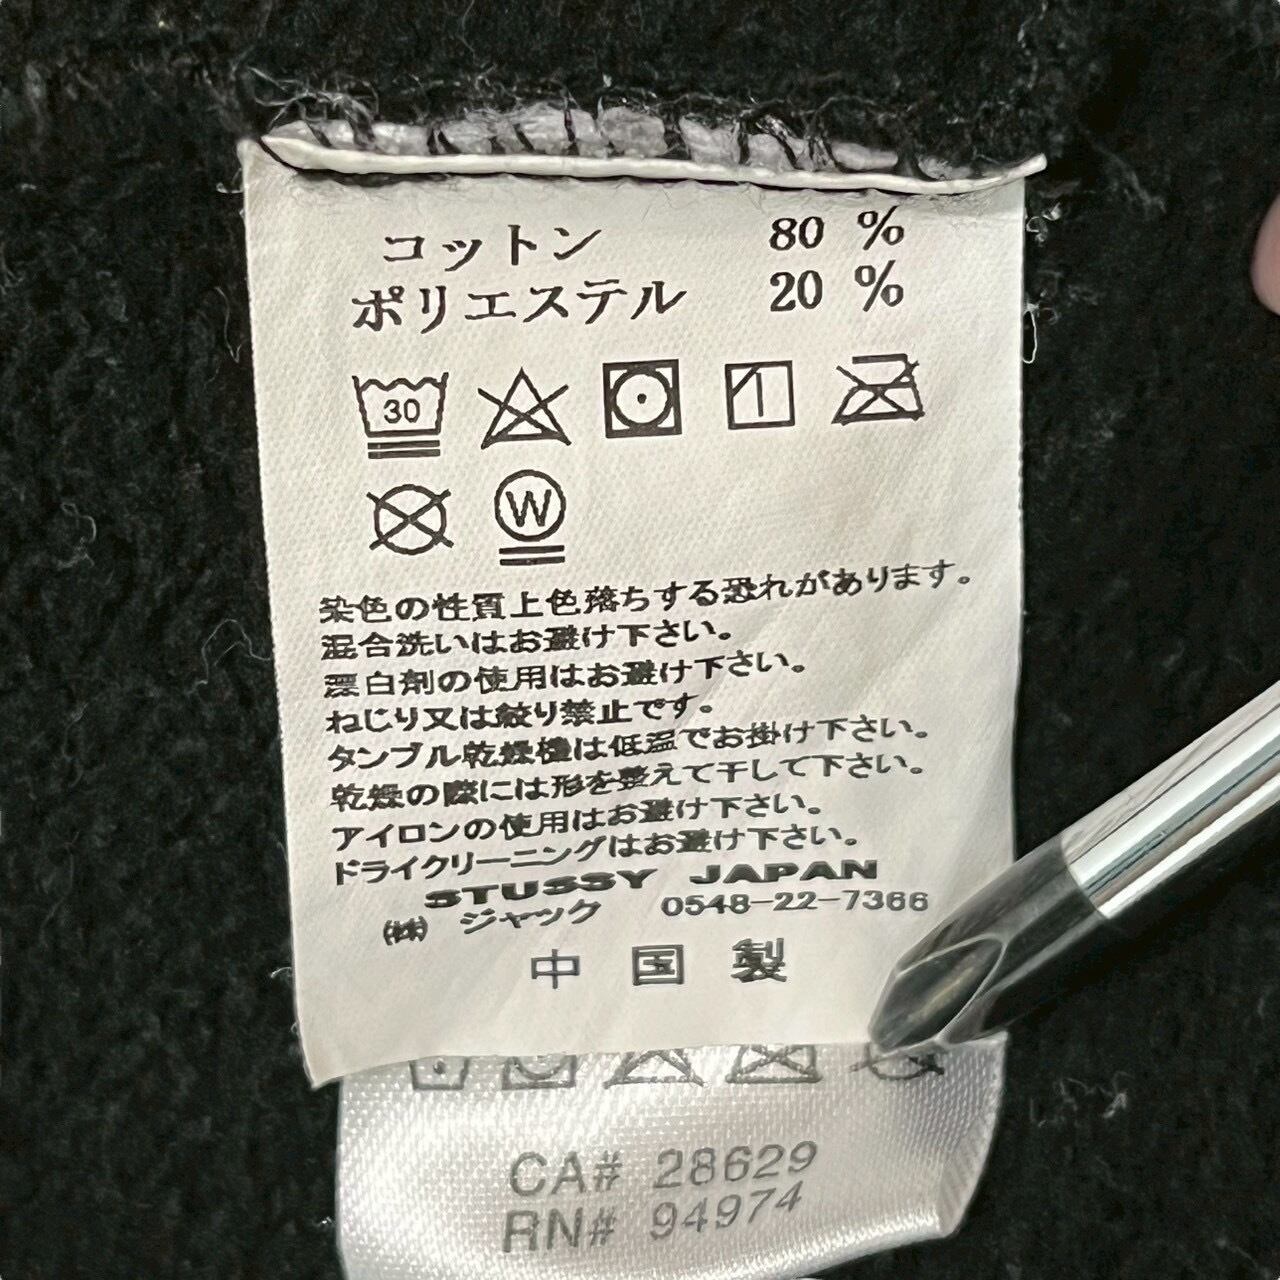 コットン 80 %
ポリエステル 20 %
30
W
染色の性質上色落ちする恐れがあります。
混合洗いはお避け下さい。
漂白剤の使用はお避け下さい。
ねじり又は絞り禁止です。
タンブル乾燥機は低温でお掛け下さい。
乾燥の際には形を整えて干して下さい。
アイロンの使用はお避け下さい。
ドライクリーニングはお避け下さい。
STUSSY JAPAN
㈱ ジャック 0548-22-7366
中国製
CA# 28629
RN# 94974